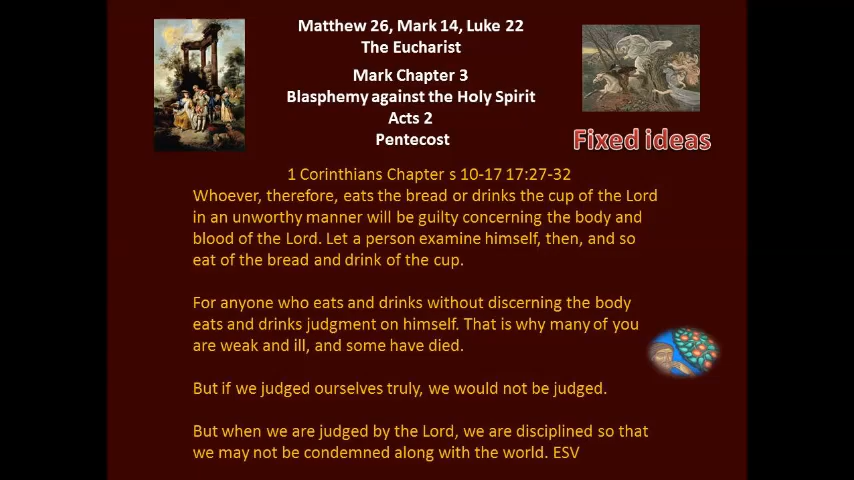 Matthew 26, Mark 14, Luke 22
The Eucharist
Mark Chapter 3
Blasphemy against the Holy Spirit
Acts 2
Pentecost
Fixed ideas
1 Corinthians Chapter s 10-17 17:27-32
Whoever, therefore, eats the bread or drinks the cup of the Lord
in an unworthy manner will be guilty concerning the body and
blood of the Lord. Let a person examine himself, then, and so
eat of the bread and drink of the cup.
For anyone who eats and drinks without discerning the body
eats and drinks judgment on himself. That is why many of you
are weak and ill, and some have died.
But if we judged ourselves truly, we would not be judged.
But when we are judged by the Lord, we are disciplined so that
we may not be condemned along with the world. ESV